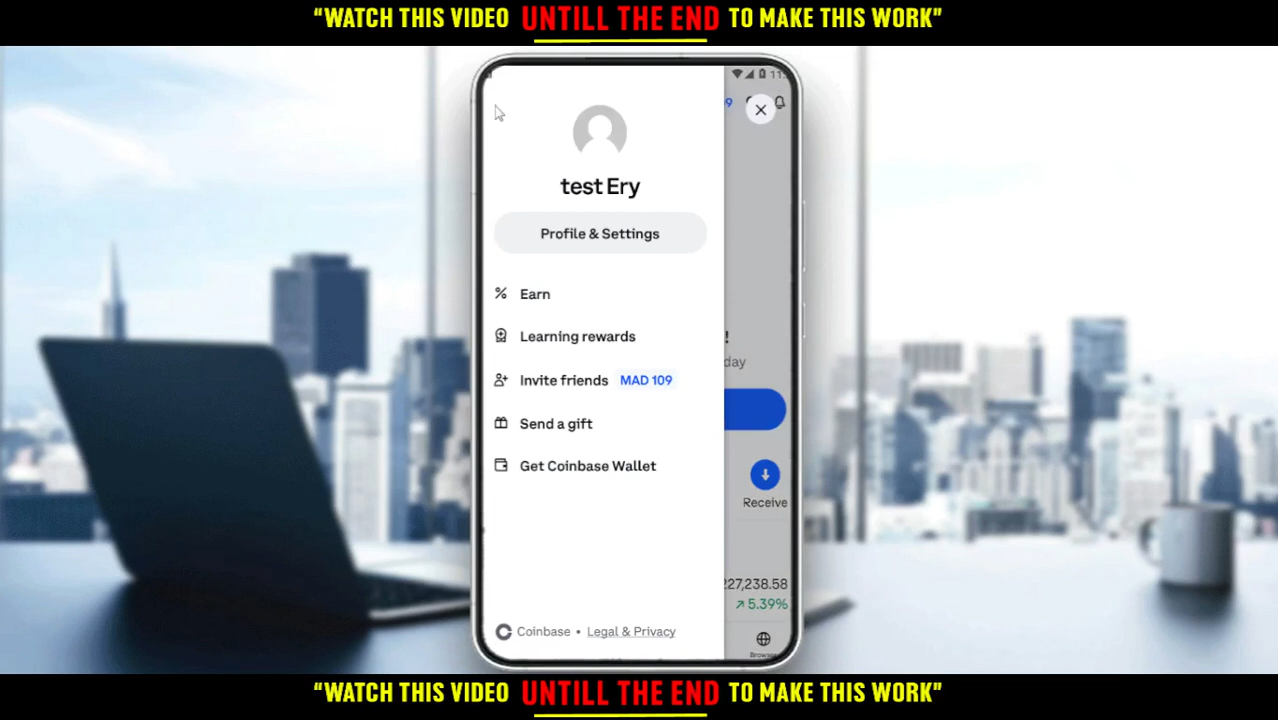 “WATCH THIS VIDEO UNTILL THE END TO MAKE THIS WORK”
test Ery
Profile & Settings
Earn
Learning rewards
Invite friends MAD 109
Send a gift
Get Coinbase Wallet
day
Receive
27,238.58
↗ 5.39%
Coinbase • Legal & Privacy
“WATCH THIS VIDEO UNTILL THE END TO MAKE THIS WORK”